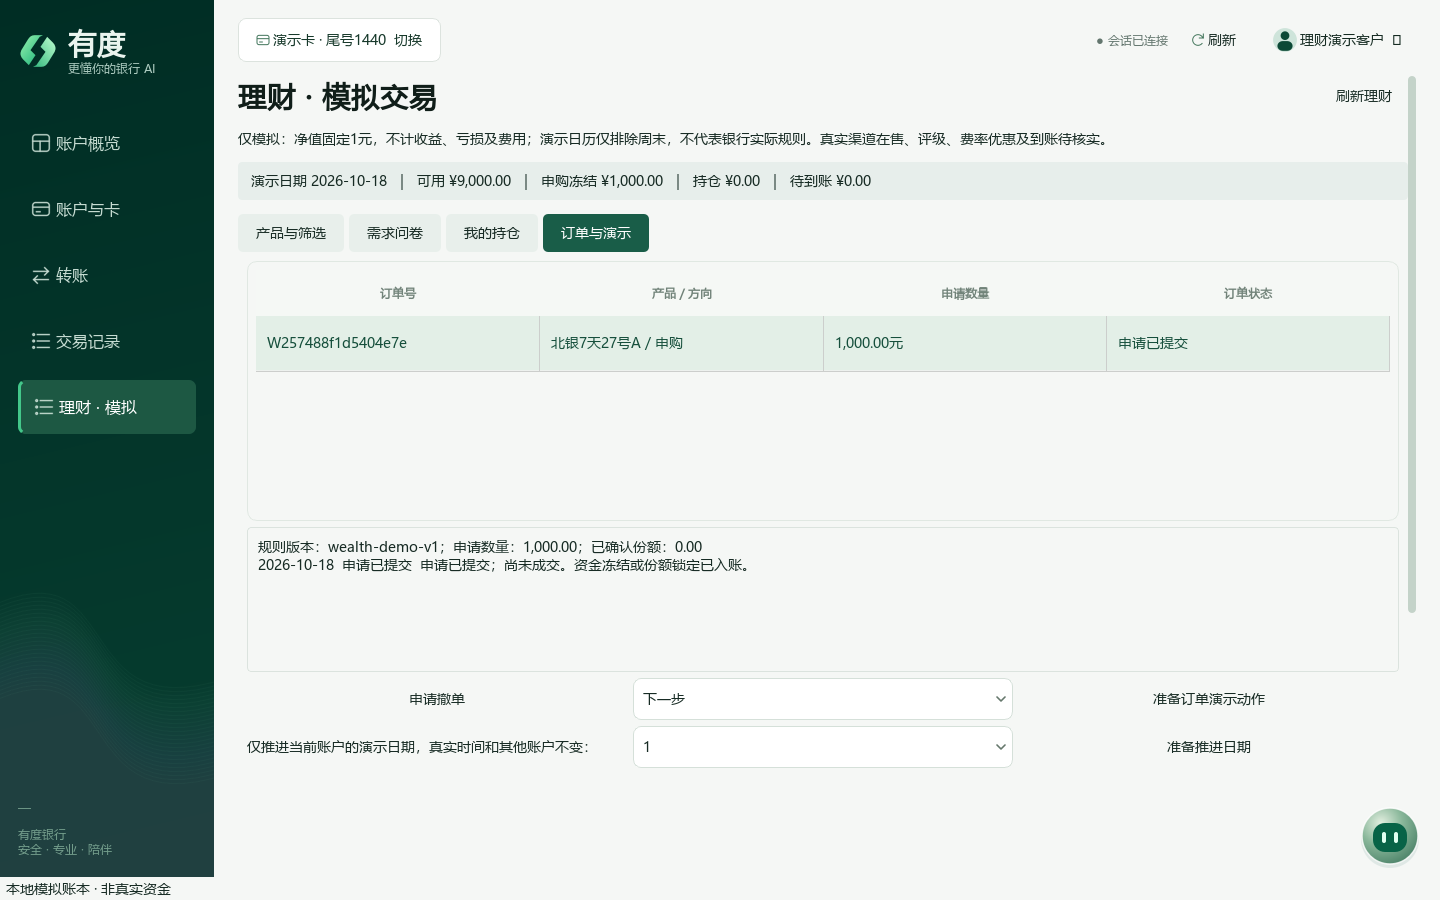 有度
更懂你的银行 AI
账户概览
账户与卡
转账
交易记录
理财 · 模拟
有度银行
安全 · 专业 · 陪伴
本地模拟账本 · 非真实资金
演示卡 · 尾号1440 切换
● 会话已连接
刷新
理财演示客户
理财 · 模拟交易
刷新理财
仅模拟：净值固定1元，不计收益、亏损及费用；演示日历仅排除周末，不代表银行实际规则。真实渠道在售、评级、费率优惠及到账待核实。
演示日期 2026-10-18 | 可用 ¥9,000.00 | 申购冻结 ¥1,000.00 | 持仓 ¥0.00 | 待到账 ¥0.00
产品与筛选
需求问卷
我的持仓
订单与演示
订单号
产品 / 方向
申请数量
订单状态
W257488f1d5404e7e
北银7天27号A / 申购
1,000.00元
申请已提交
规则版本：wealth-demo-v1；申请数量：1,000.00；已确认份额：0.00
2026-10-18 申请已提交 申请已提交；尚未成交。资金冻结或份额锁定已入账。
申请撤单
下一步
准备订单演示动作
仅推进当前账户的演示日期，真实时间和其他账户不变：
1
准备推进日期